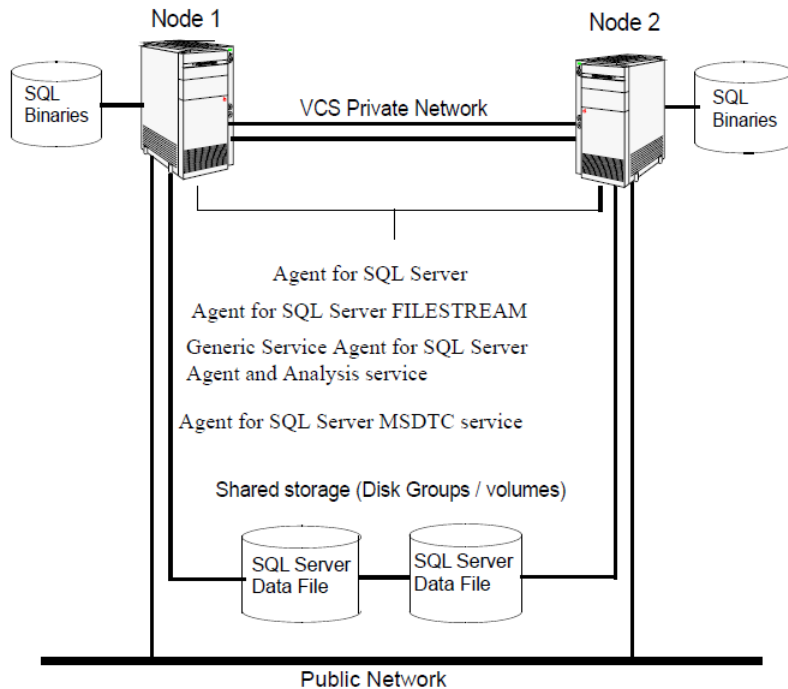 Node 1
Node 2
SQL
Binaries
SQL
Binaries
VCS Private Network
Agent for SQL Server
Agent for SQL Server FILESTREAM
Generic Service Agent for SQL Server
Agent and Analysis service
Agent for SQL Server MSDTC service
Shared storage (Disk Groups / volumes)
SQL Server
Data File
SQL Server
Data File
Public Network